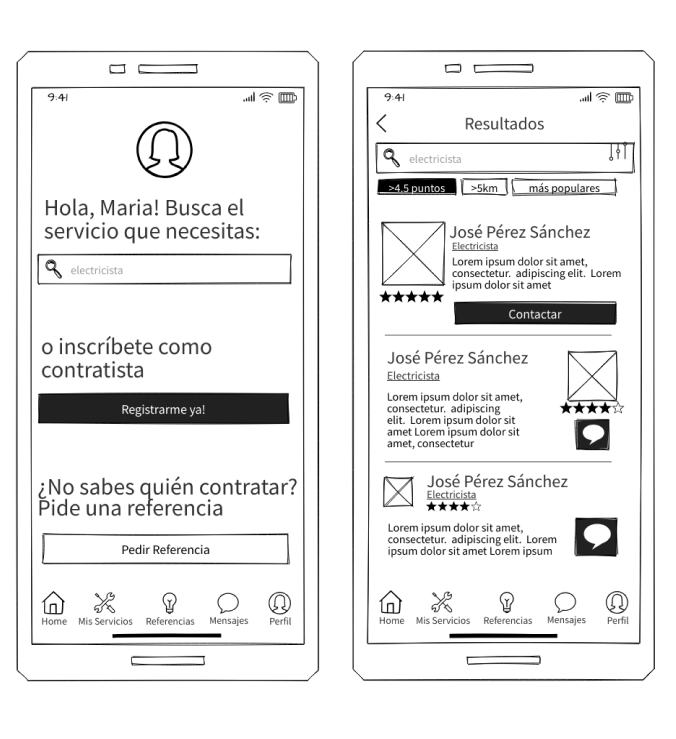 9:41
Hola, Maria! Busca el
servicio que necesitas:
electricista
o inscríbete como
contratista
Registrarme ya!
¿No sabes quién contratar?
Pide una referencia
Pedir Referencia
Home Mis Servicios Referencias Mensajes Perfil
9:41
Resultados
electricista
>4.5 puntos >5km más populares
José Pérez Sánchez
Electricista
Lorem ipsum dolor sit amet,
consectetur. adipiscing elit. Lorem
ipsum dolor sit amet
Contactar
José Pérez Sánchez
Electricista
Lorem ipsum dolor sit amet,
consectetur. adipiscing
elit. Lorem ipsum dolor sit
amet Lorem ipsum dolor sit
amet, consectetur
José Pérez Sánchez
Electricista
Lorem ipsum dolor sit amet,
consectetur. adipiscing elit. Lorem
ipsum dolor sit amet Lorem ipsum
Home Mis Servicios Referencias Mensajes Perfil